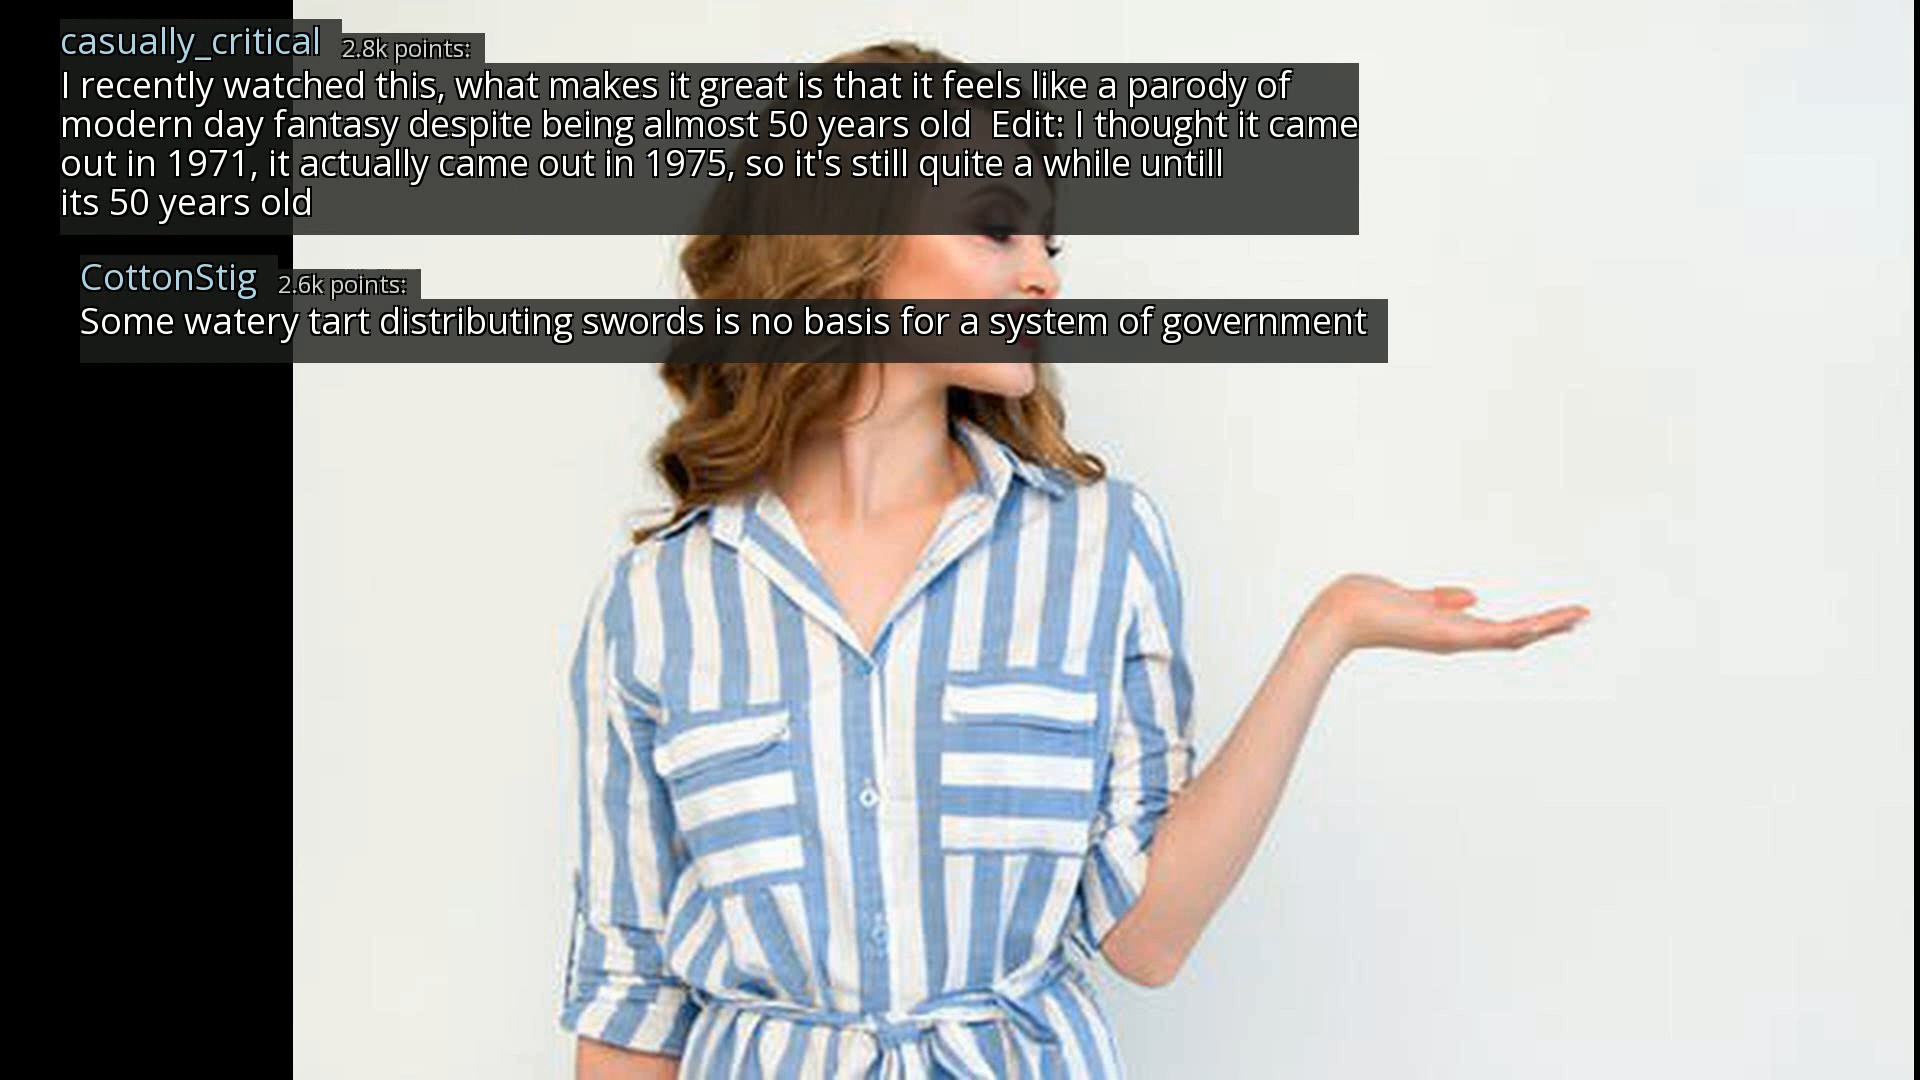 casually_critical 2.8k points:
I recently watched this, what makes it great is that it feels like a parody of
modern day fantasy despite being almost 50 years old  Edit: I thought it came
out in 1971, it actually came out in 1975, so it's still quite a while untill
its 50 years old
CottonStig 2.6k points:
Some watery tart distributing swords is no basis for a system of government